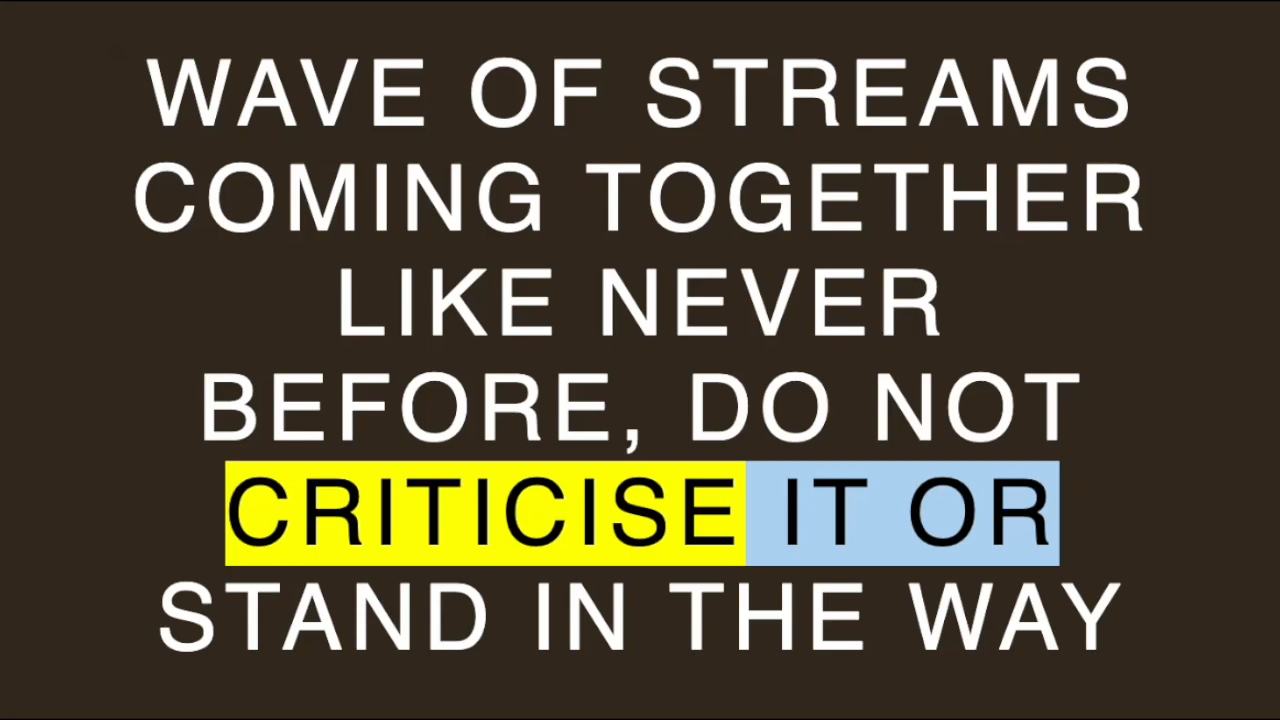 WAVE OF STREAMS
COMING TOGETHER
LIKE NEVER
BEFORE, DO NOT
CRITICISE IT OR
STAND IN THE WAY